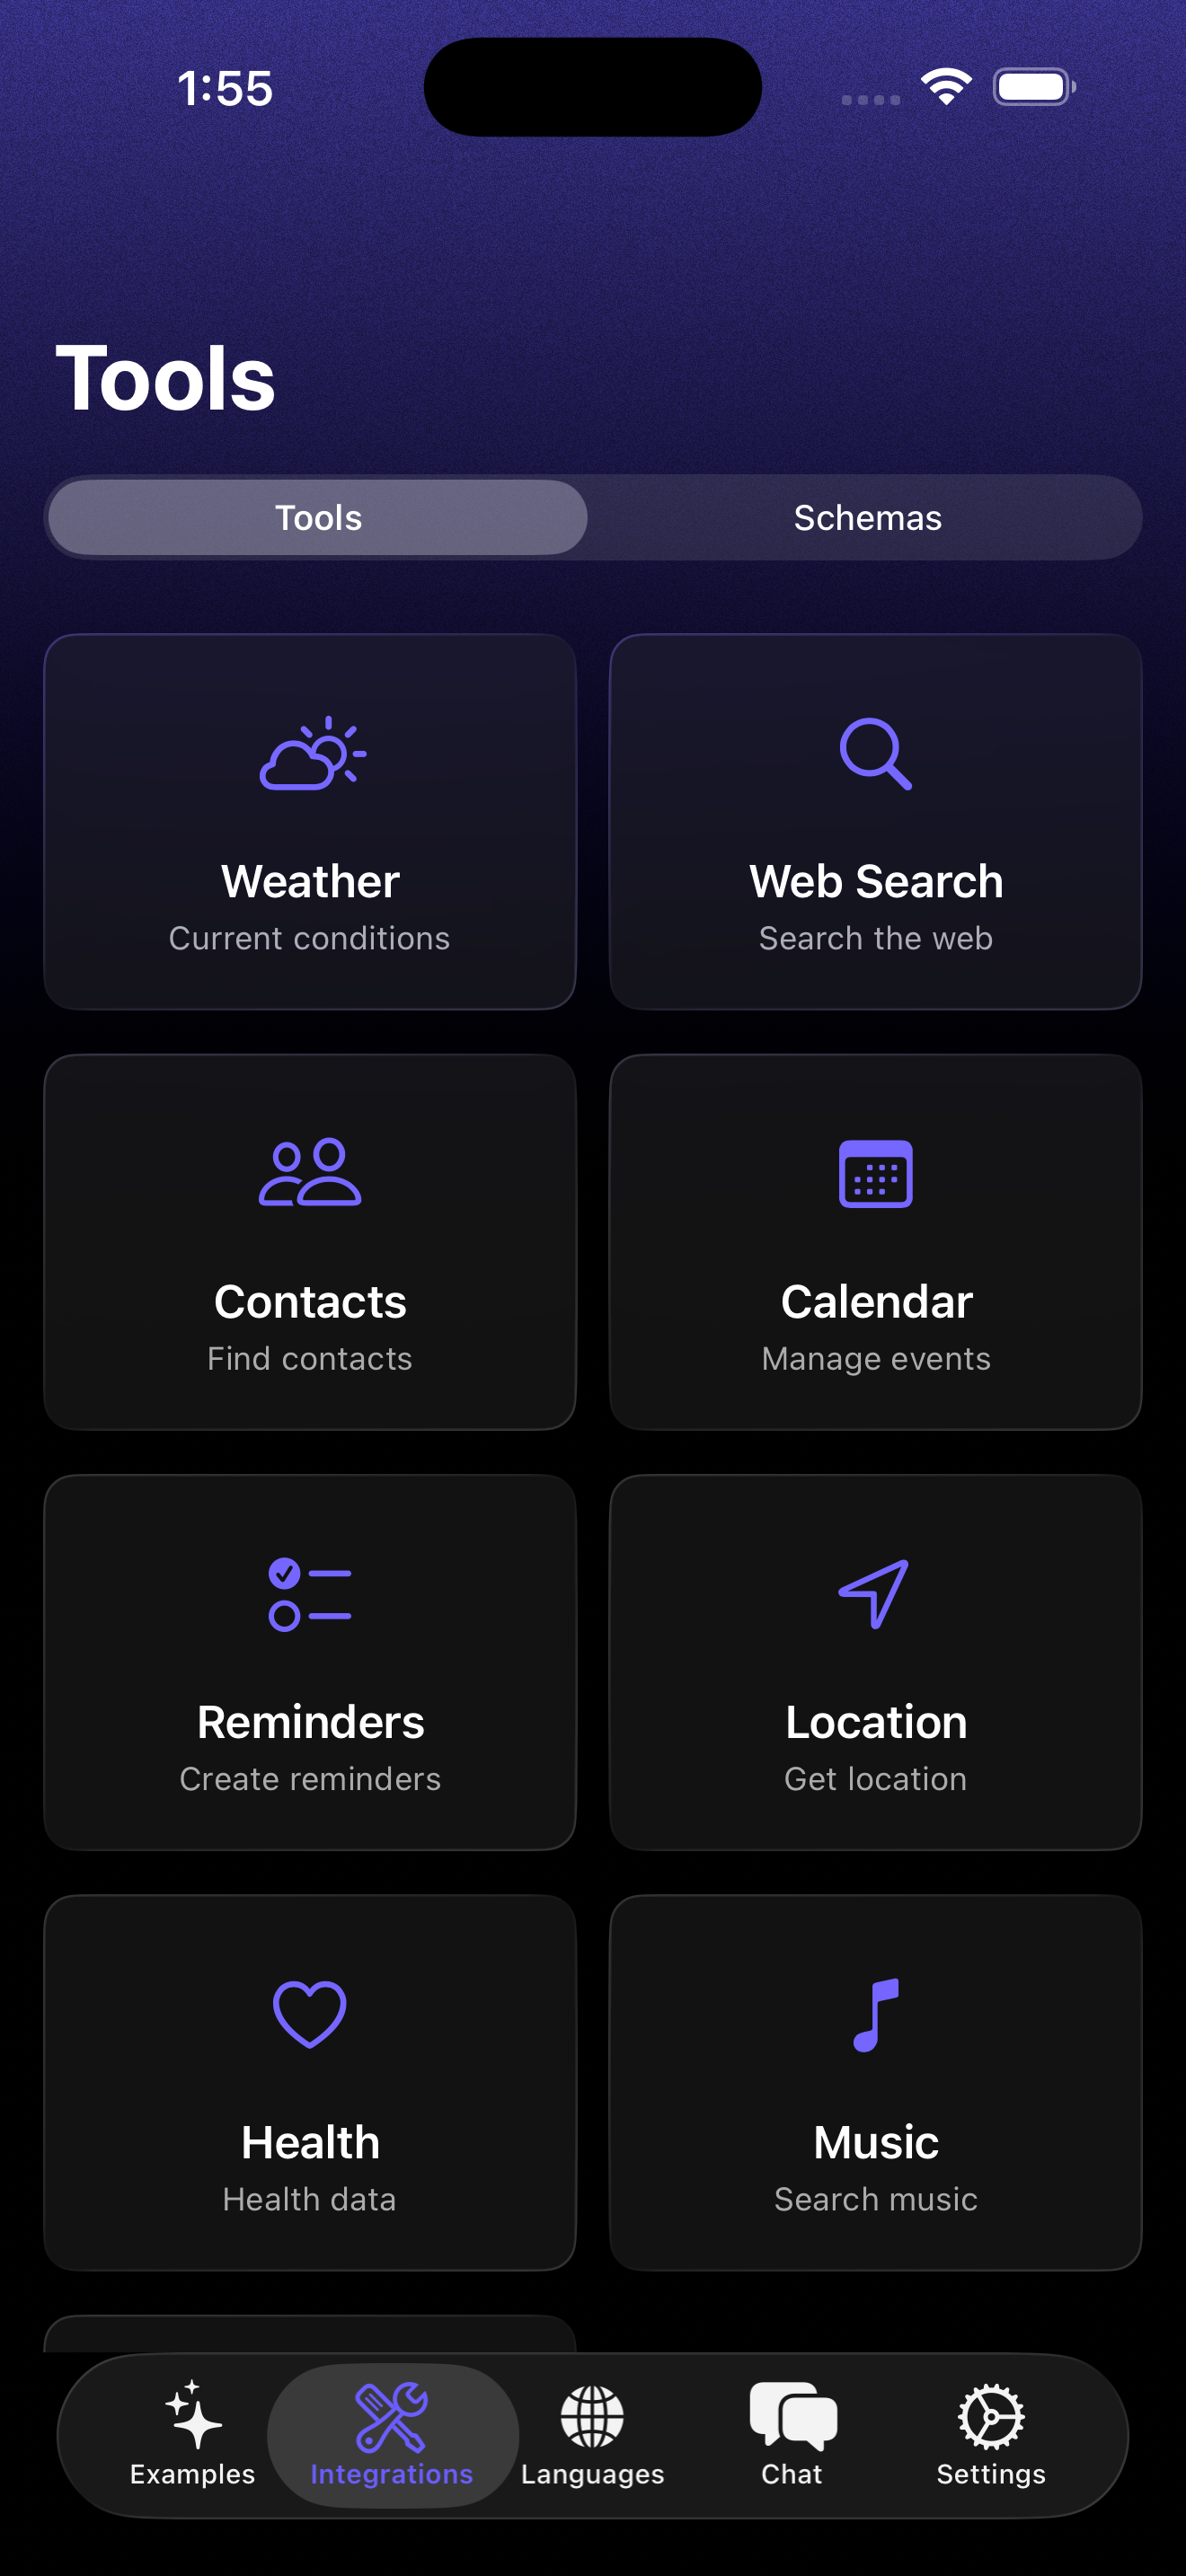 1:55
Tools
Tools
Schemas
Weather
Current conditions
Web Search
Search the web
Contacts
Find contacts
Calendar
Manage events
Reminders
Create reminders
Location
Get location
Health
Health data
Music
Search music
Examples
Integrations
Languages
Chat
Settings